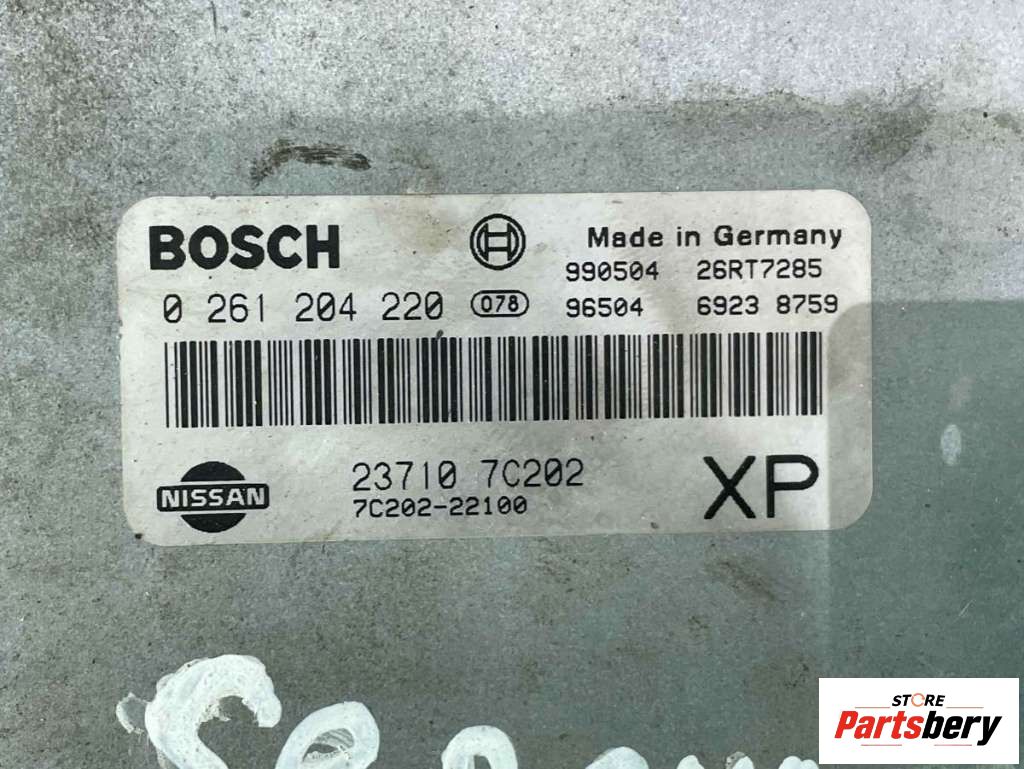 BOSCH
Made in Germany
990504 26RT7285
0 261 204 220 078
96504 6923 8759
NISSAN
23710 7C202
7C202-22100
XP
STORE
Partsbery